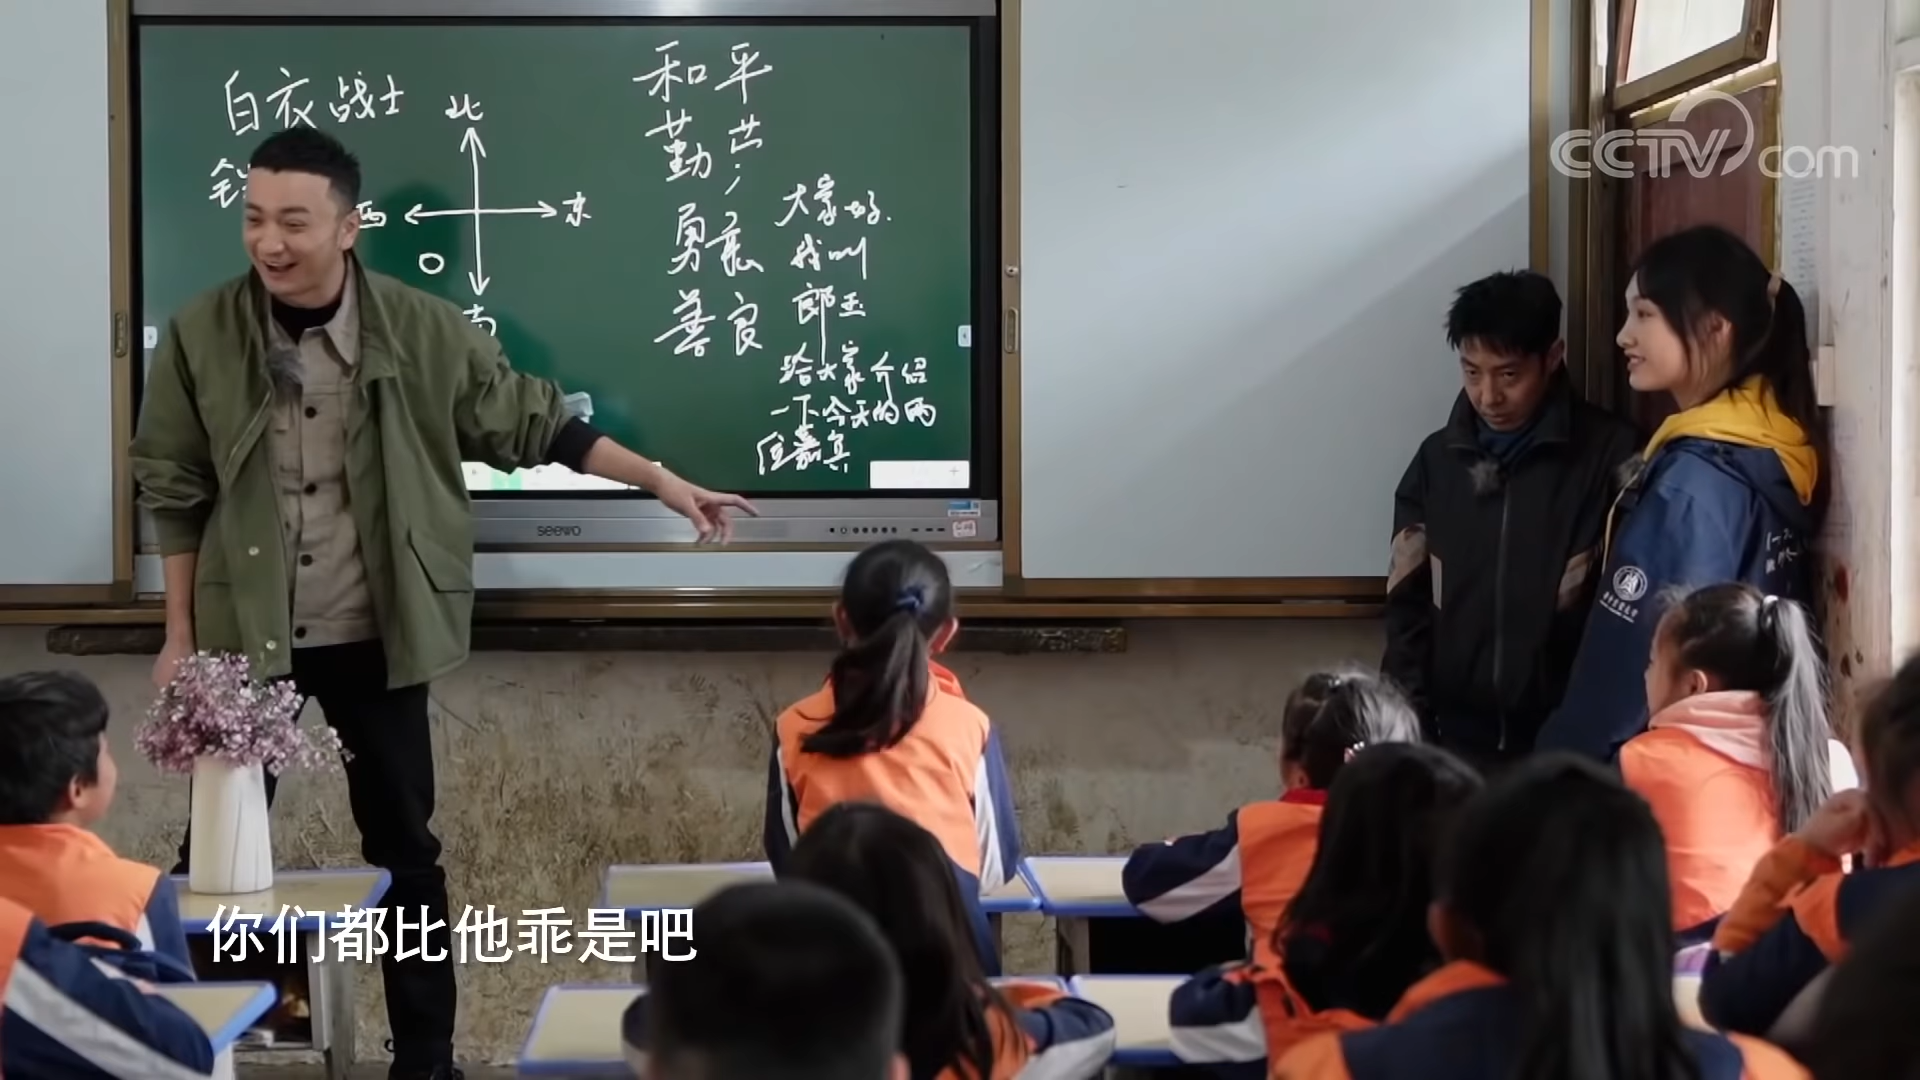 白衣战士
北
西
东
南
和平
勤劳
勇敢
善良
大家好.
我叫
郎玉
给大家介绍
一下今天的两
位嘉宾
seewo
CCTV.com
你们都比他乖是吧